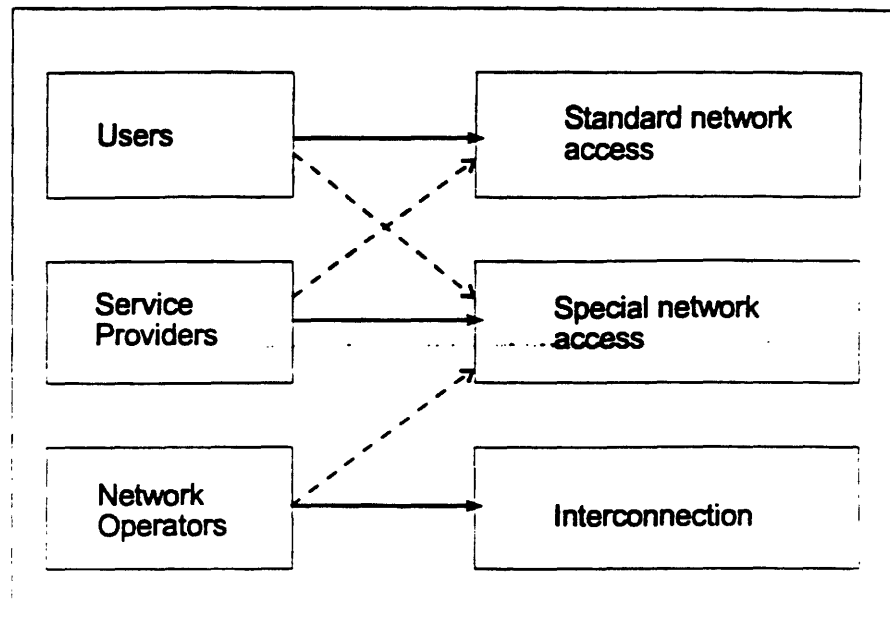 Users
Standard network
access
Service
Providers
Special network
access
Network
Operators
Interconnection